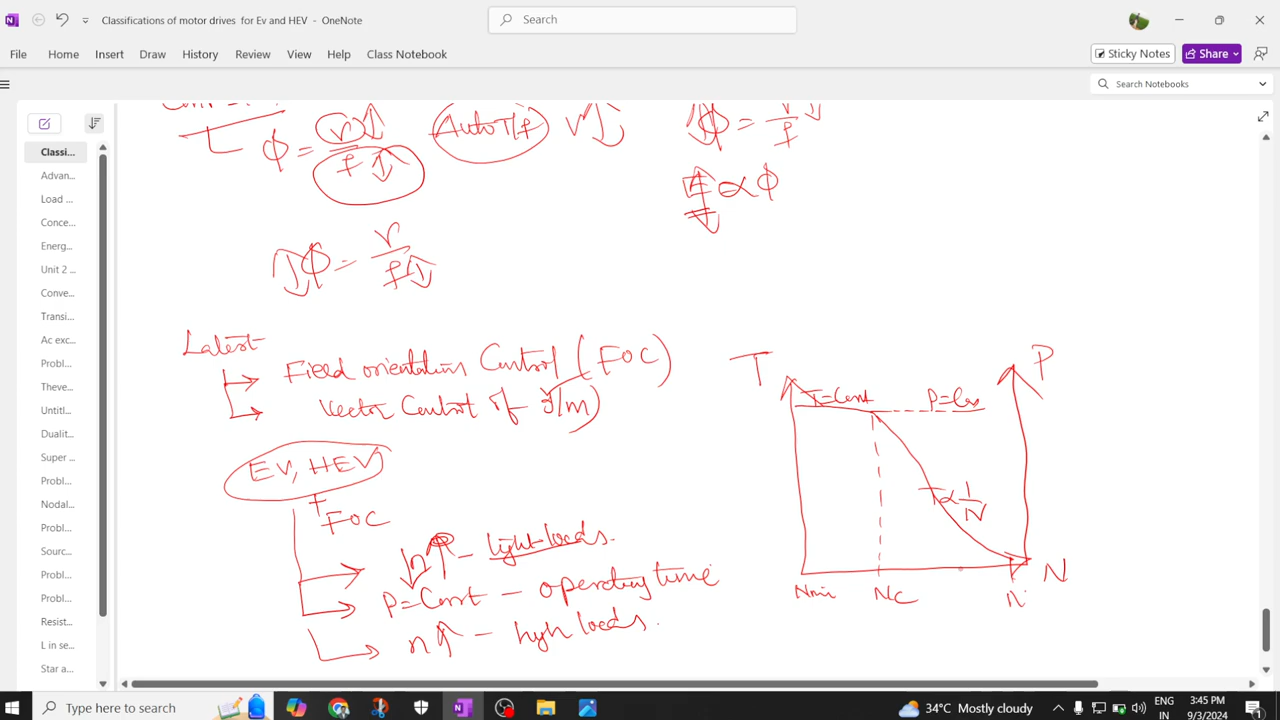 Classifications of motor drives for Ev and HEV - OneNote
Search
File Home Insert Draw History Review View Help Class Notebook
Sticky Notes
Share
Search Notebooks
Classi...
Advan...
Load ...
Conce...
Energ...
Unit 2 ...
Conve...
Transi...
Ac exc...
Probl...
Theve...
Untitl...
Dualit...
Super ...
Probl...
Nodal...
Probl...
Sourc...
Probl...
Probl...
Resist...
L in se...
Star a...
ϕ = V↑ / f↑
Auto T/f V↓
↓ϕ = V↓ / f
∝ ϕ
↓ϕ = V / f↑
Latest
Field orientation Control (FOC)
Vector Control of I/m)
EV, HEV
+
FOC
η↑ - light loads.
P=Const - operating time
η↑ - high loads.
T
P
T=Const
P=Con
T∝ 1/N
Nmin
NC
N
Type here to search
34°C Mostly cloudy
ENG
IN
3:45 PM
9/3/2024